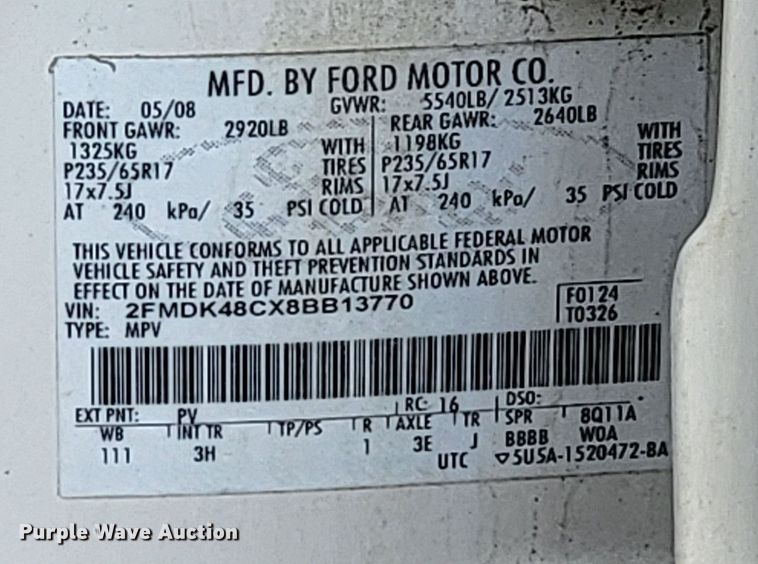 MFD. BY FORD MOTOR CO.
DATE: 05/08 GVWR: 5540LB/ 2513KG
FRONT GAWR: 2920LB REAR GAWR: 2640LB
1325KG WITH 1198KG WITH
P235/65R17 TIRES P235/65R17 TIRES
17x7.5J RIMS 17x7.5J RIMS
AT 240 kPa/ 35 PSI COLD AT 240 kPa/ 35 PSI COLD
THIS VEHICLE CONFORMS TO ALL APPLICABLE FEDERAL MOTOR
VEHICLE SAFETY AND THEFT PREVENTION STANDARDS IN
EFFECT ON THE DATE OF MANUFACTURE SHOWN ABOVE.
VIN: 2FMDK48CX8BB13770 F0124
TYPE: MPV T0326
EXT PNT: PV RC: 16 DSO:
WB INT TR TP/PS R AXLE TR SPR 8Q11A
111 3H 1 3E J BBBB WOA
UTC ▽5U5A-1520472-BA
Purple Wave Auction